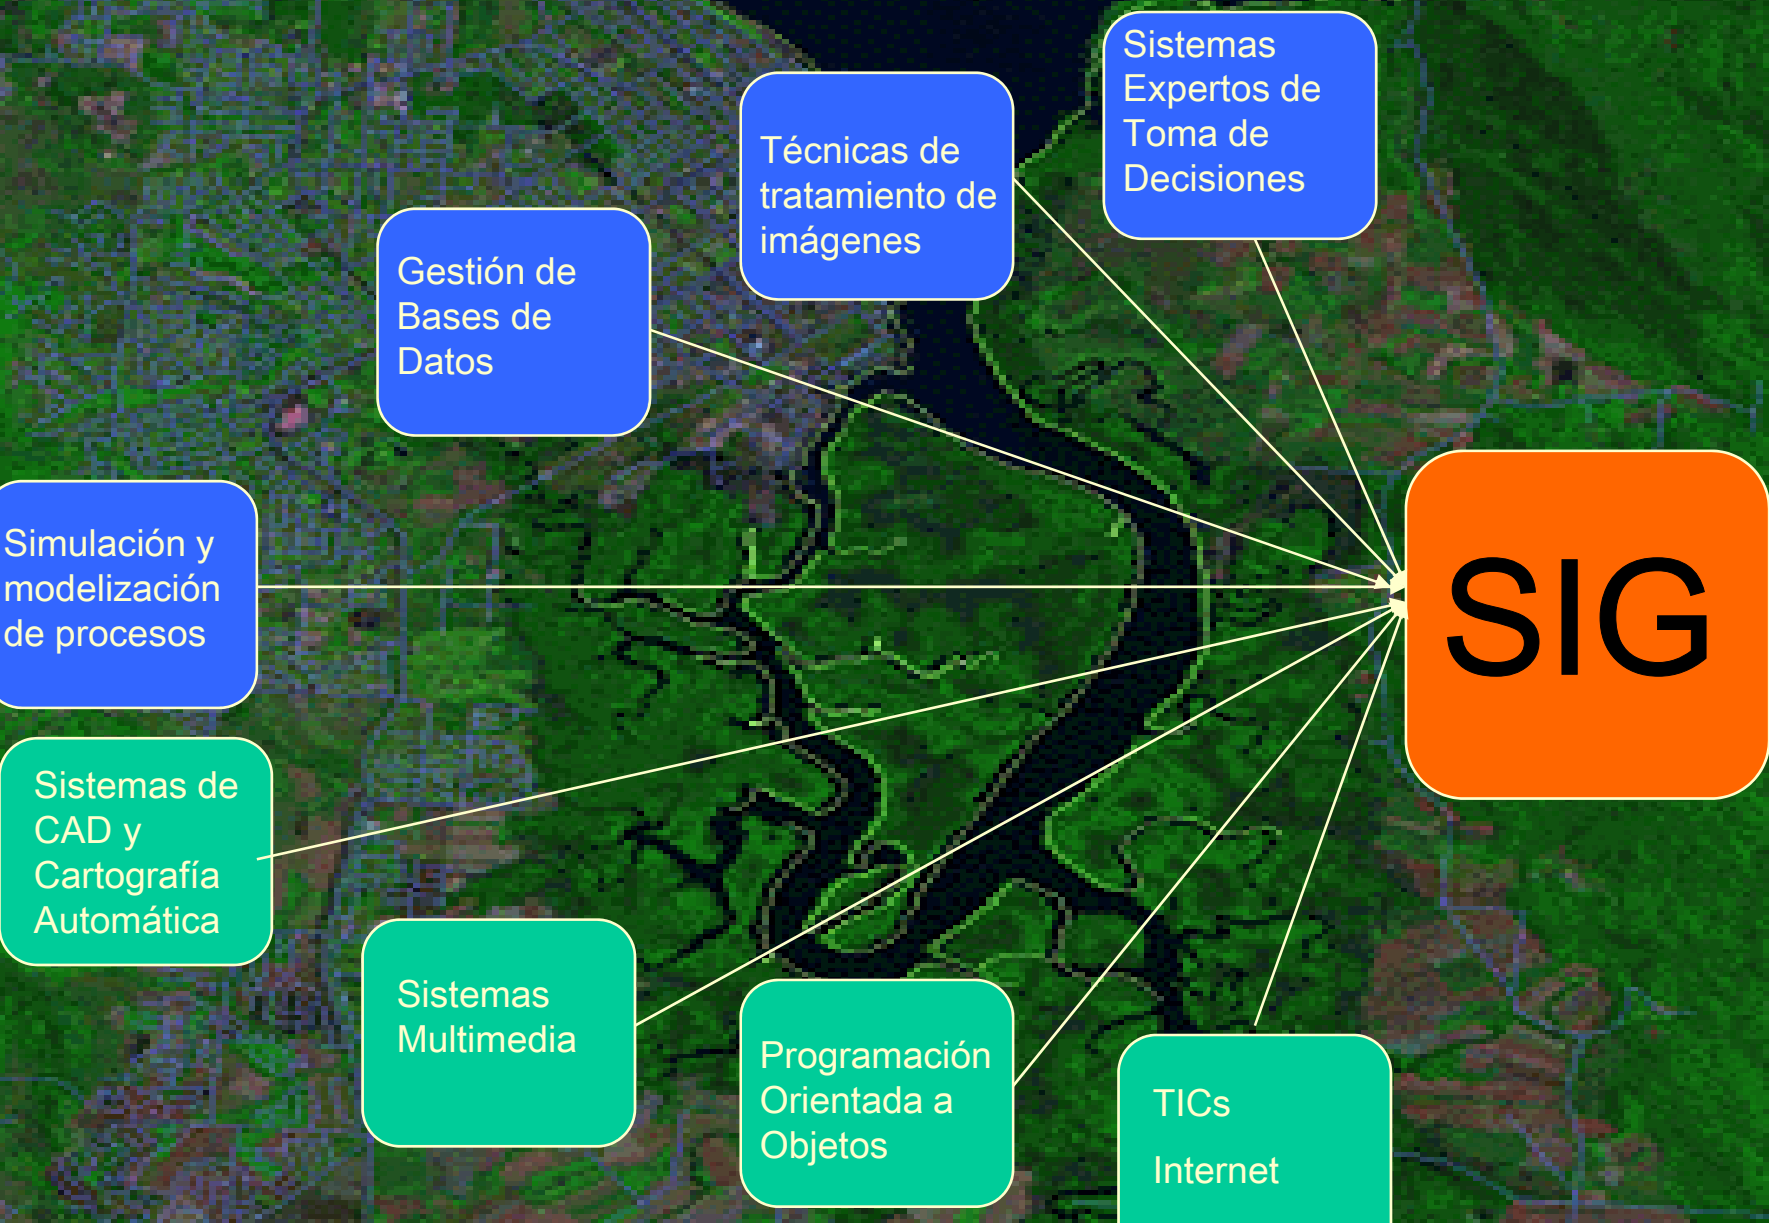 Sistemas
Expertos de
Toma de
Decisiones
Técnicas de
tratamiento de
imágenes
Gestión de
Bases de
Datos
Simulación y
modelización
de procesos
SIG
Sistemas de
CAD y
Cartografía
Automática
Sistemas
Multimedia
Programación
Orientada a
Objetos
TICs
Internet